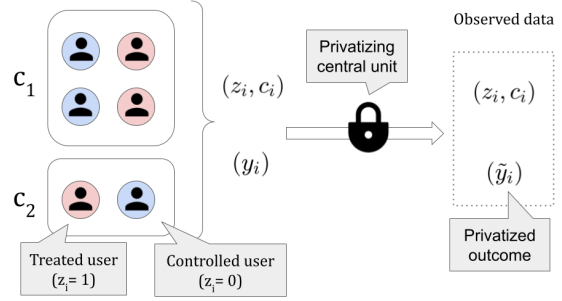 c₁
c₂
Treated user
(zᵢ= 1)
Controlled user
(zᵢ=0)
(zᵢ, cᵢ)
(yᵢ)
Privatizing
central unit
Observed data
(zᵢ, cᵢ)
(ỹᵢ)
Privatized
outcome